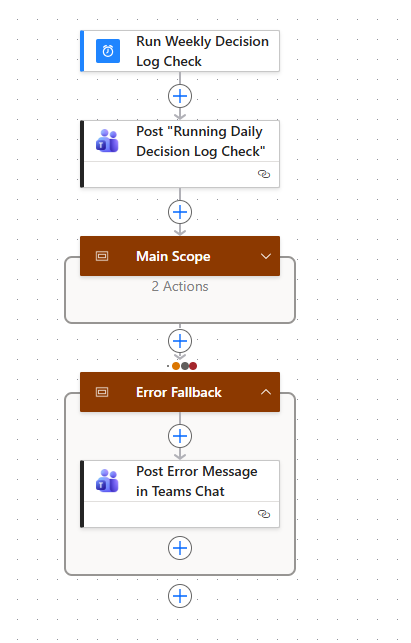 Run Weekly Decision
Log Check
Post "Running Daily
Decision Log Check"
Main Scope
2 Actions
Error Fallback
Post Error Message
in Teams Chat